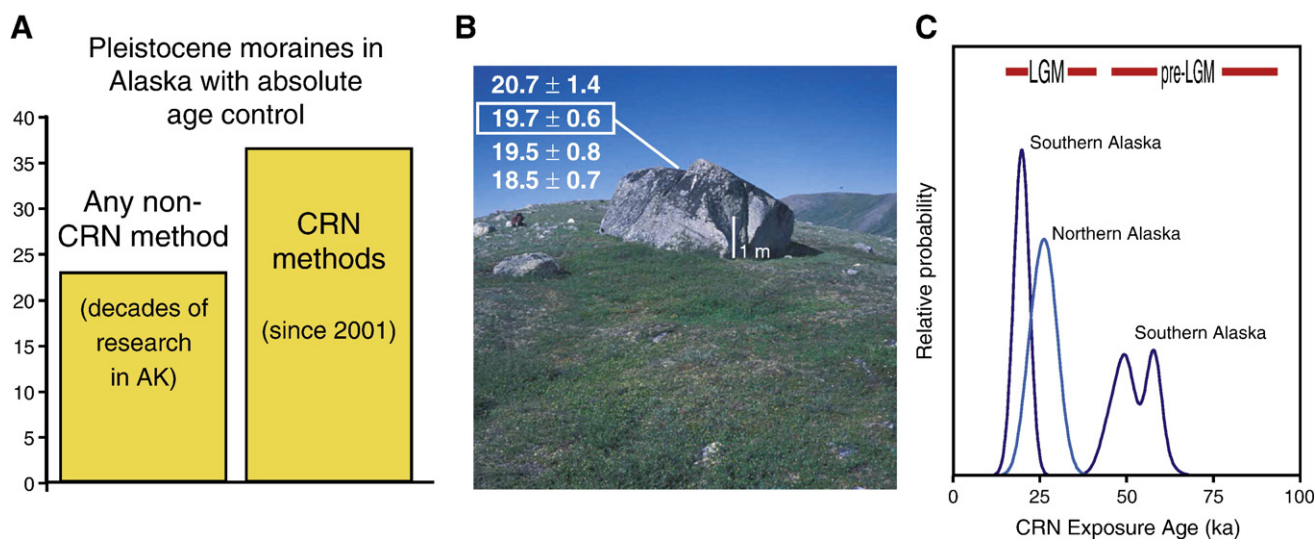 A
Pleistocene moraines in
Alaska with absolute
age control
40
35
30
25
20
15
10
5
0
Any non-
CRN method
(decades of
research
in AK)
CRN
methods
(since 2001)
B
20.7 ± 1.4
19.7 ± 0.6
19.5 ± 0.8
18.5 ± 0.7
1 m
C
LGM
pre-LGM
Southern Alaska
Northern Alaska
Southern Alaska
Relative probability
0
25
50
75
100
CRN Exposure Age (ka)